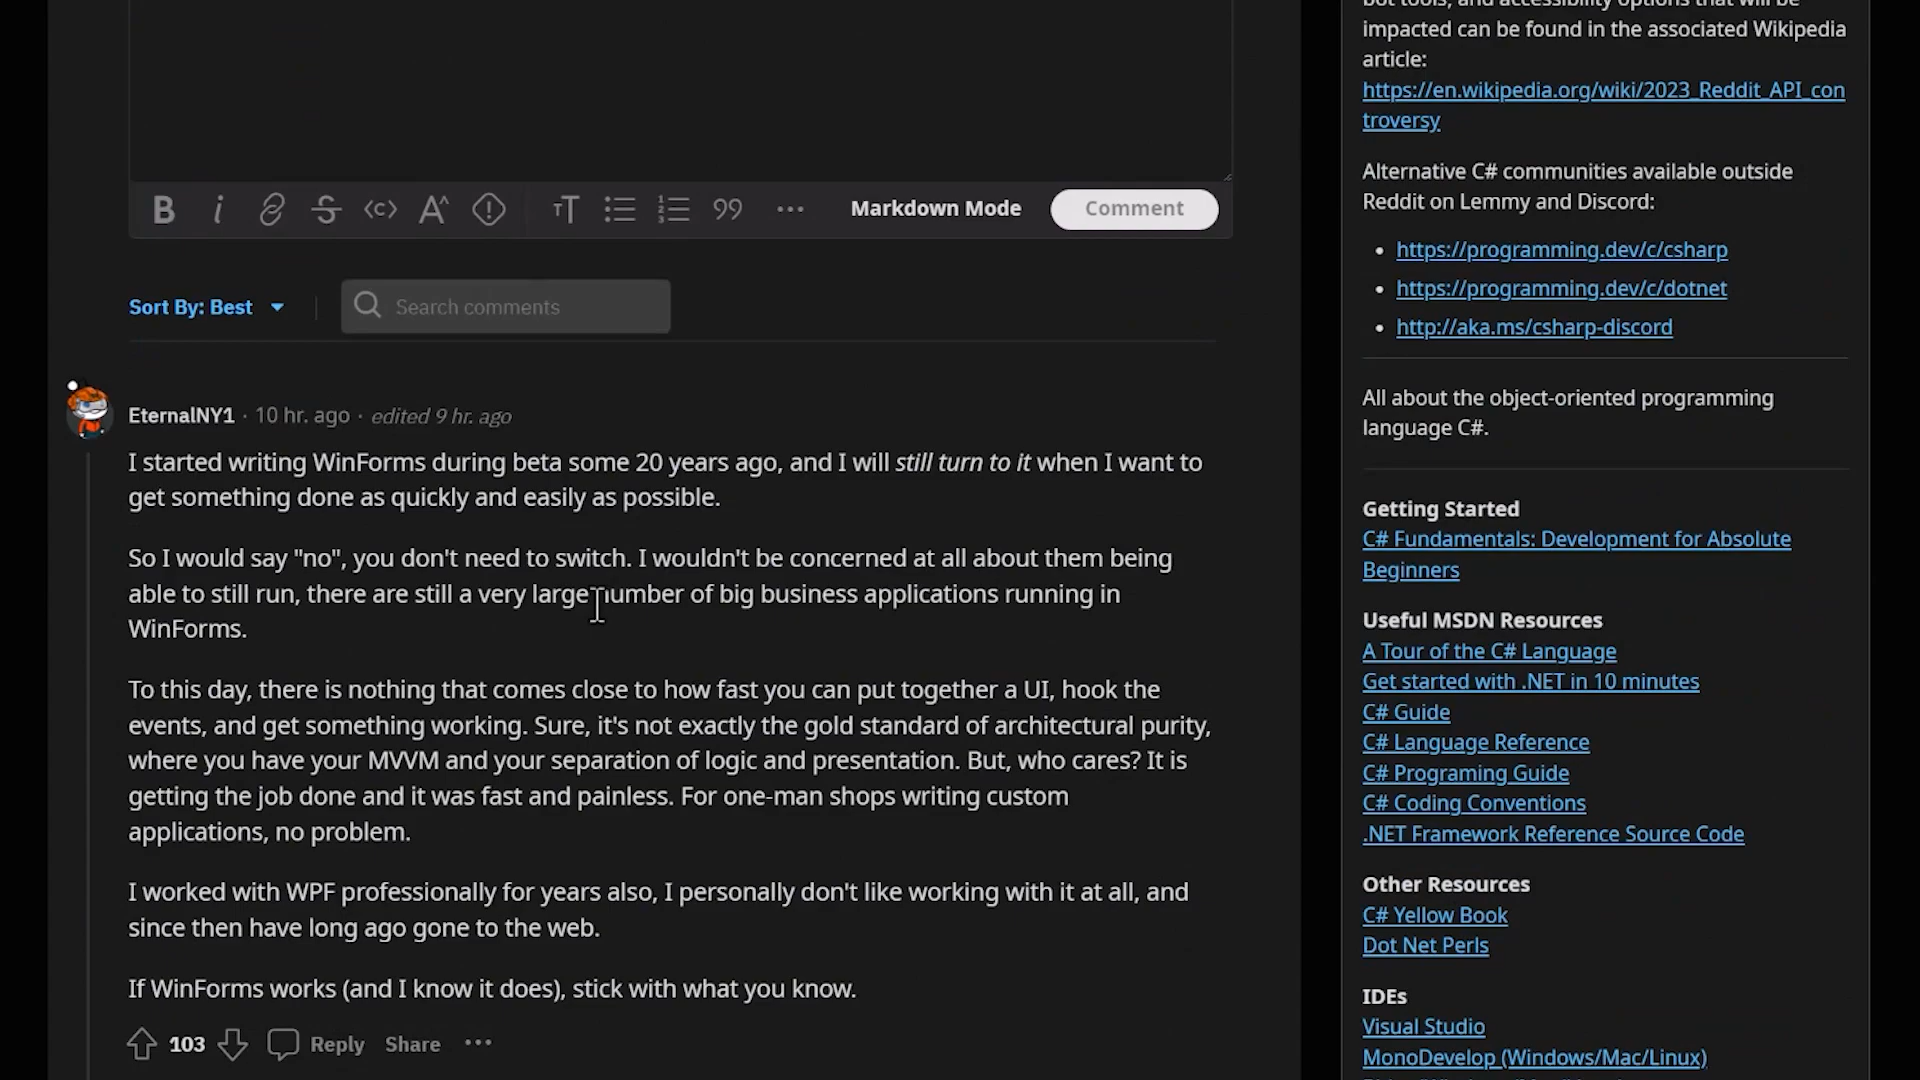 Markdown Mode
Comment
Sort By: Best
Search comments
EternalNY1 · 10 hr. ago · edited 9 hr. ago
I started writing WinForms during beta some 20 years ago, and I will still turn to it when I want to
get something done as quickly and easily as possible.
So I would say "no", you don't need to switch. I wouldn't be concerned at all about them being
able to still run, there are still a very large number of big business applications running in
WinForms.
To this day, there is nothing that comes close to how fast you can put together a UI, hook the
events, and get something working. Sure, it's not exactly the gold standard of architectural purity,
where you have your MVVM and your separation of logic and presentation. But, who cares? It is
getting the job done and it was fast and painless. For one-man shops writing custom
applications, no problem.
I worked with WPF professionally for years also, I personally don't like working with it at all, and
since then have long ago gone to the web.
If WinForms works (and I know it does), stick with what you know.
103
Reply
Share
bot tools, and accessibility options that will be
impacted can be found in the associated Wikipedia
article:
https://en.wikipedia.org/wiki/2023_Reddit_API_con
troversy
Alternative C# communities available outside
Reddit on Lemmy and Discord:
• https://programming.dev/c/csharp
• https://programming.dev/c/dotnet
• http://aka.ms/csharp-discord
All about the object-oriented programming
language C#.
Getting Started
C# Fundamentals: Development for Absolute
Beginners
Useful MSDN Resources
A Tour of the C# Language
Get started with .NET in 10 minutes
C# Guide
C# Language Reference
C# Programing Guide
C# Coding Conventions
.NET Framework Reference Source Code
Other Resources
C# Yellow Book
Dot Net Perls
IDEs
Visual Studio
MonoDevelop (Windows/Mac/Linux)